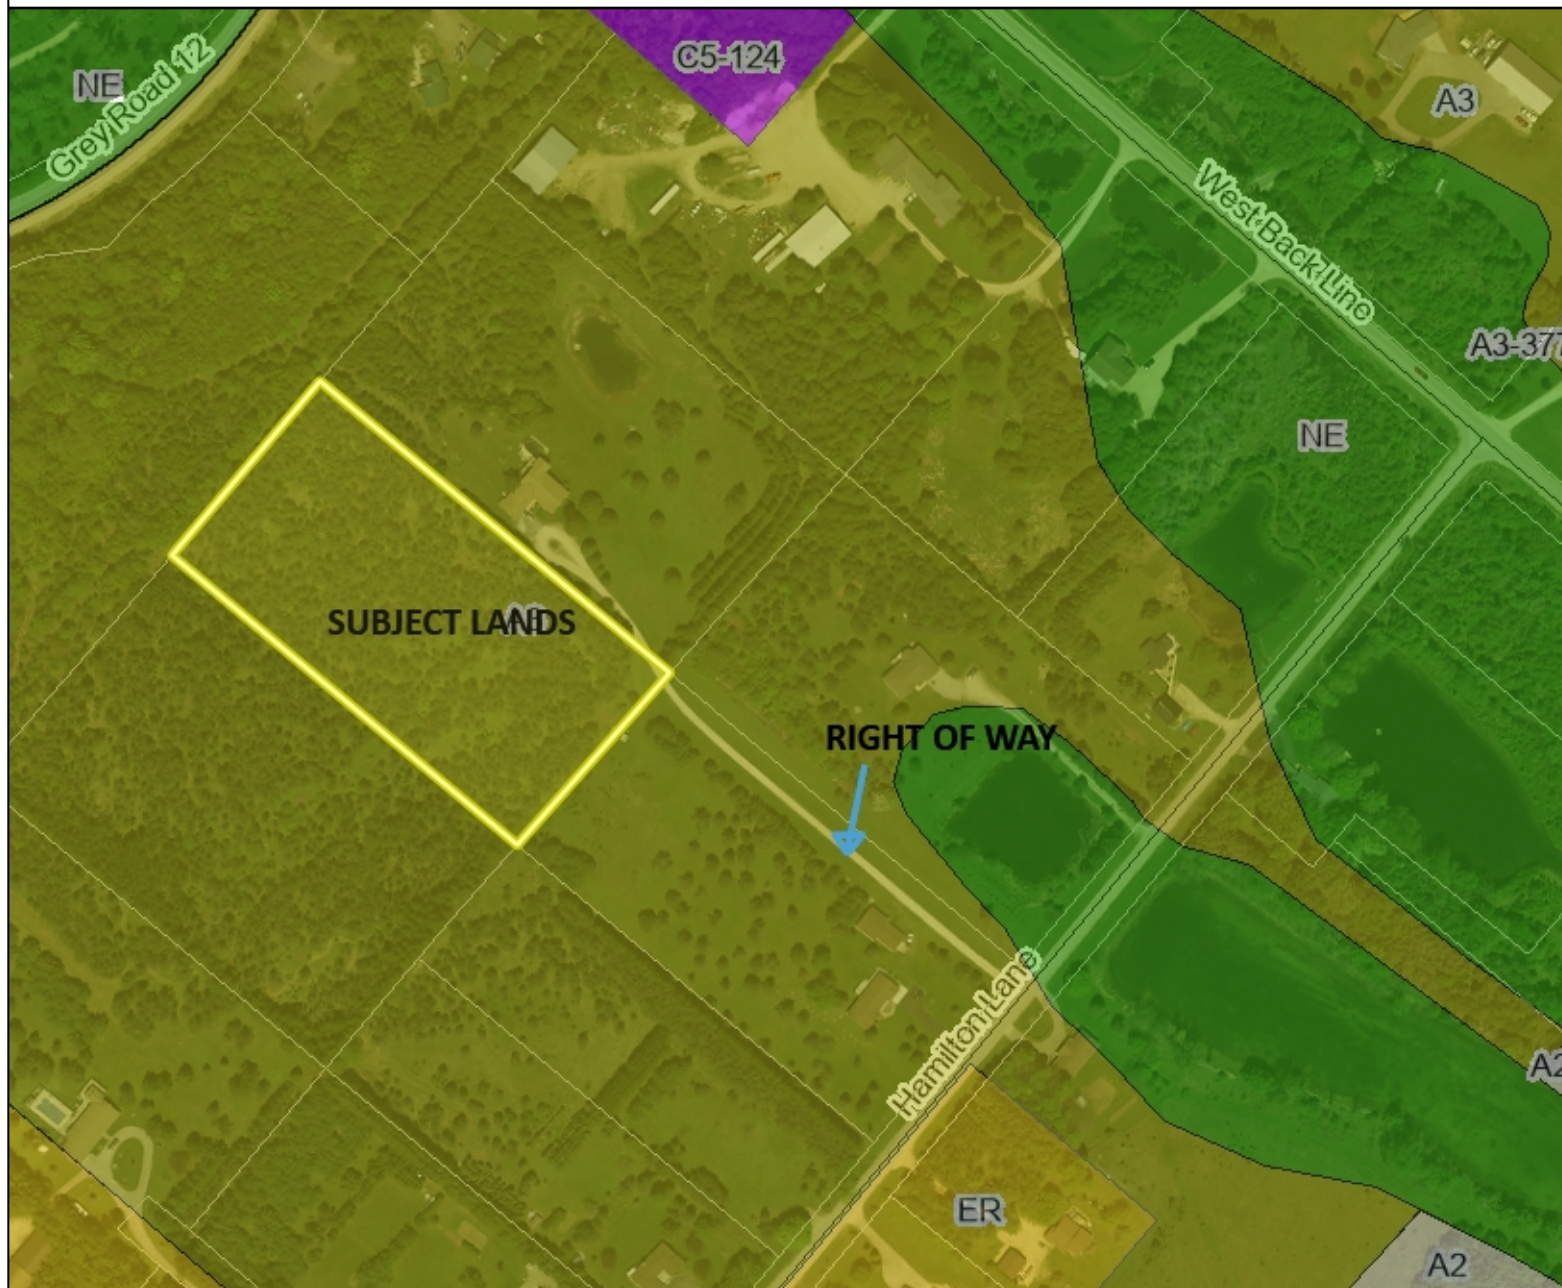 C5-124
NE
Grey Road 12
A3
West Back Line
A3-377
NE
SUBJECT LANDS
RIGHT OF WAY
Hamilton Lane
A2
ER
A2